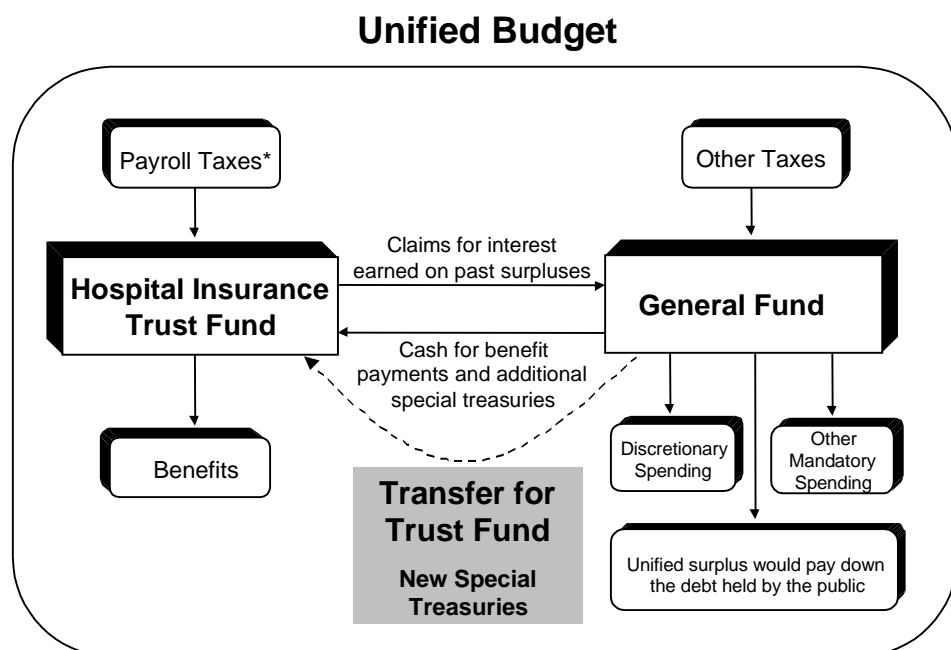 Unified Budget
Payroll Taxes*
Other Taxes
Claims for interest
earned on past surpluses
Hospital Insurance
Trust Fund
General Fund
Cash for benefit
payments and additional
special treasuries
Benefits
Discretionary
Spending
Other
Mandatory
Spending
Transfer for
Trust Fund
New Special
Treasuries
Unified surplus would pay down
the debt held by the public